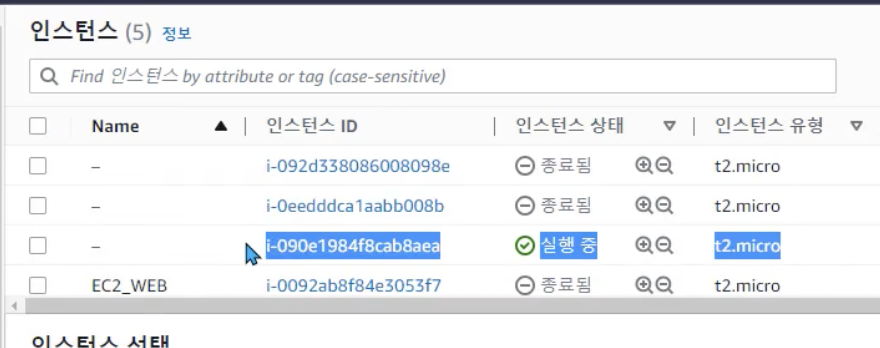 인스턴스 (5) 정보
Find 인스턴스 by attribute or tag (case-sensitive)
Name ▲ 인스턴스 ID 인스턴스 상태 ▽ 인스턴스 유형 ▽
– i-092d338086008098e 종료됨 t2.micro
– i-0eedddca1aabb008b 종료됨 t2.micro
– i-090e1984f8cab8aea 실행 중 t2.micro
EC2_WEB i-0092ab8f84e3053f7 종료됨 t2.micro
인스턴스 선택